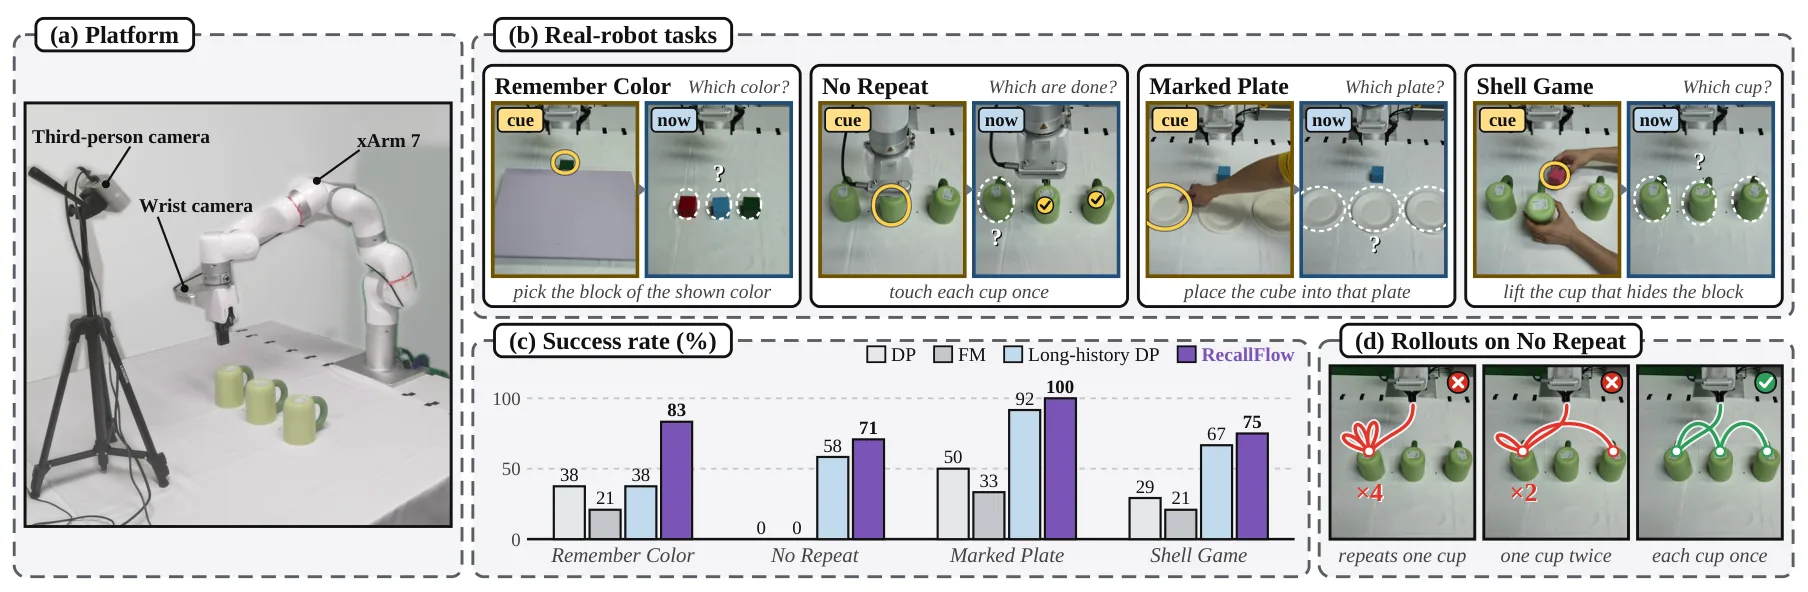 (a) Platform
Third-person camera
xArm 7
Wrist camera
(b) Real-robot tasks
Remember Color Which color?
cue
now
?
pick the block of the shown color
No Repeat Which are done?
cue
now
?
touch each cup once
Marked Plate Which plate?
cue
now
?
place the cube into that plate
Shell Game Which cup?
cue
now
?
lift the cup that hides the block
(c) Success rate (%)
DP FM Long-history DP RecallFlow
100
50
0
38 21 38 83
0 0 58 71
50 33 92 100
29 21 67 75
Remember Color No Repeat Marked Plate Shell Game
(d) Rollouts on No Repeat
×4
×2
repeats one cup one cup twice each cup once